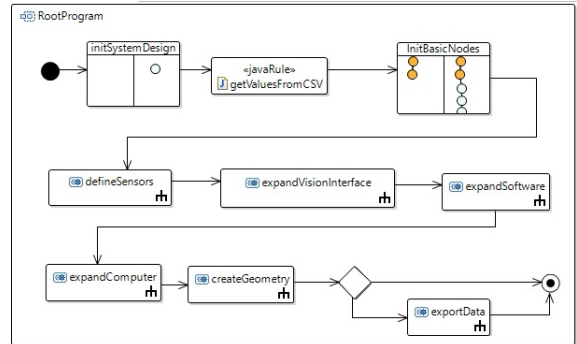 RootProgram
initSystemDesign
«javaRule»
getValuesFromCSV
InitBasicNodes
defineSensors
expandVisionInterface
expandSoftware
expandComputer
createGeometry
exportData